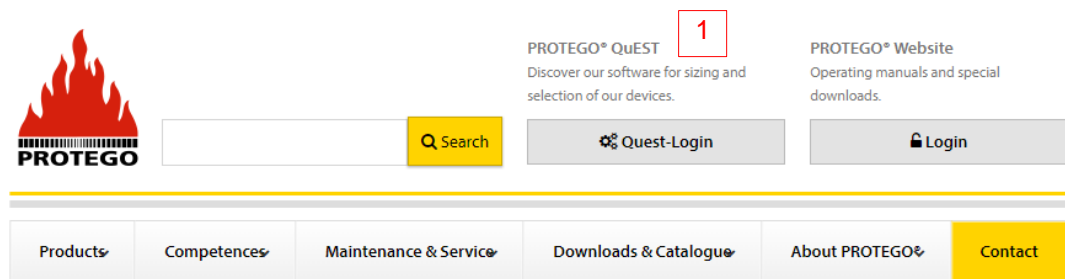 PROTEGO® QuEST
1
Discover our software for sizing and
selection of our devices.
PROTEGO® Website
Operating manuals and special
downloads.
PROTEGO
Search
Quest-Login
Login
Products
Competences
Maintenance & Service
Downloads & Catalogue
About PROTEGO®
Contact